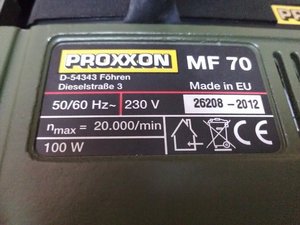 PROXXON MF 70
D-54343 Föhren
Dieselstraße 3 Made in EU
50/60 Hz~ 230 V 26208 - 2012
nmax = 20.000/min
100 W CE